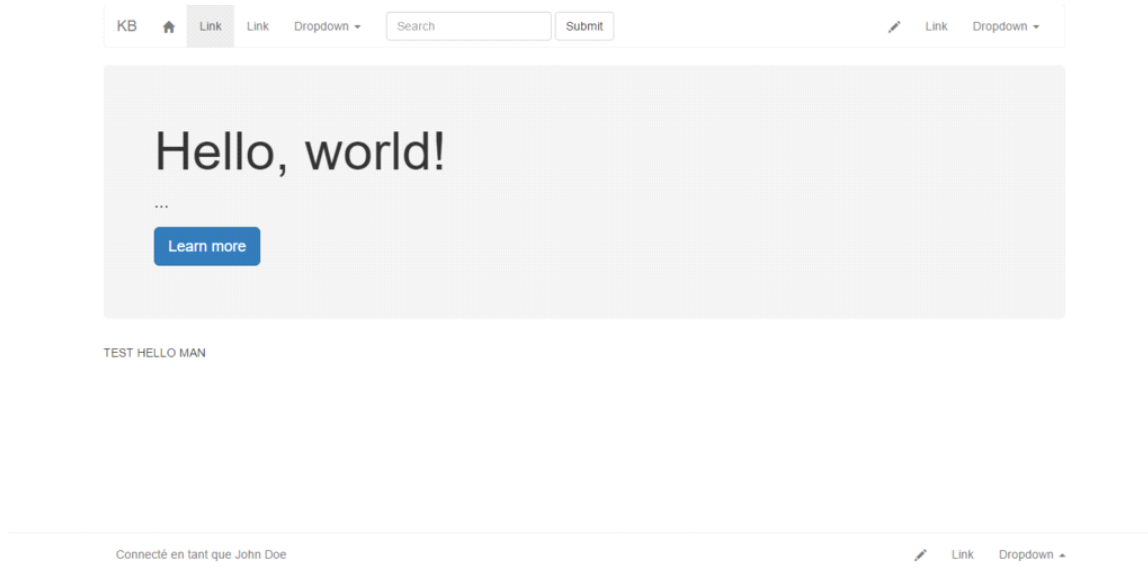 KB Link Link Dropdown Search Submit Link Dropdown
Hello, world!
...
Learn more
TEST HELLO MAN
Connecté en tant que John Doe Link Dropdown